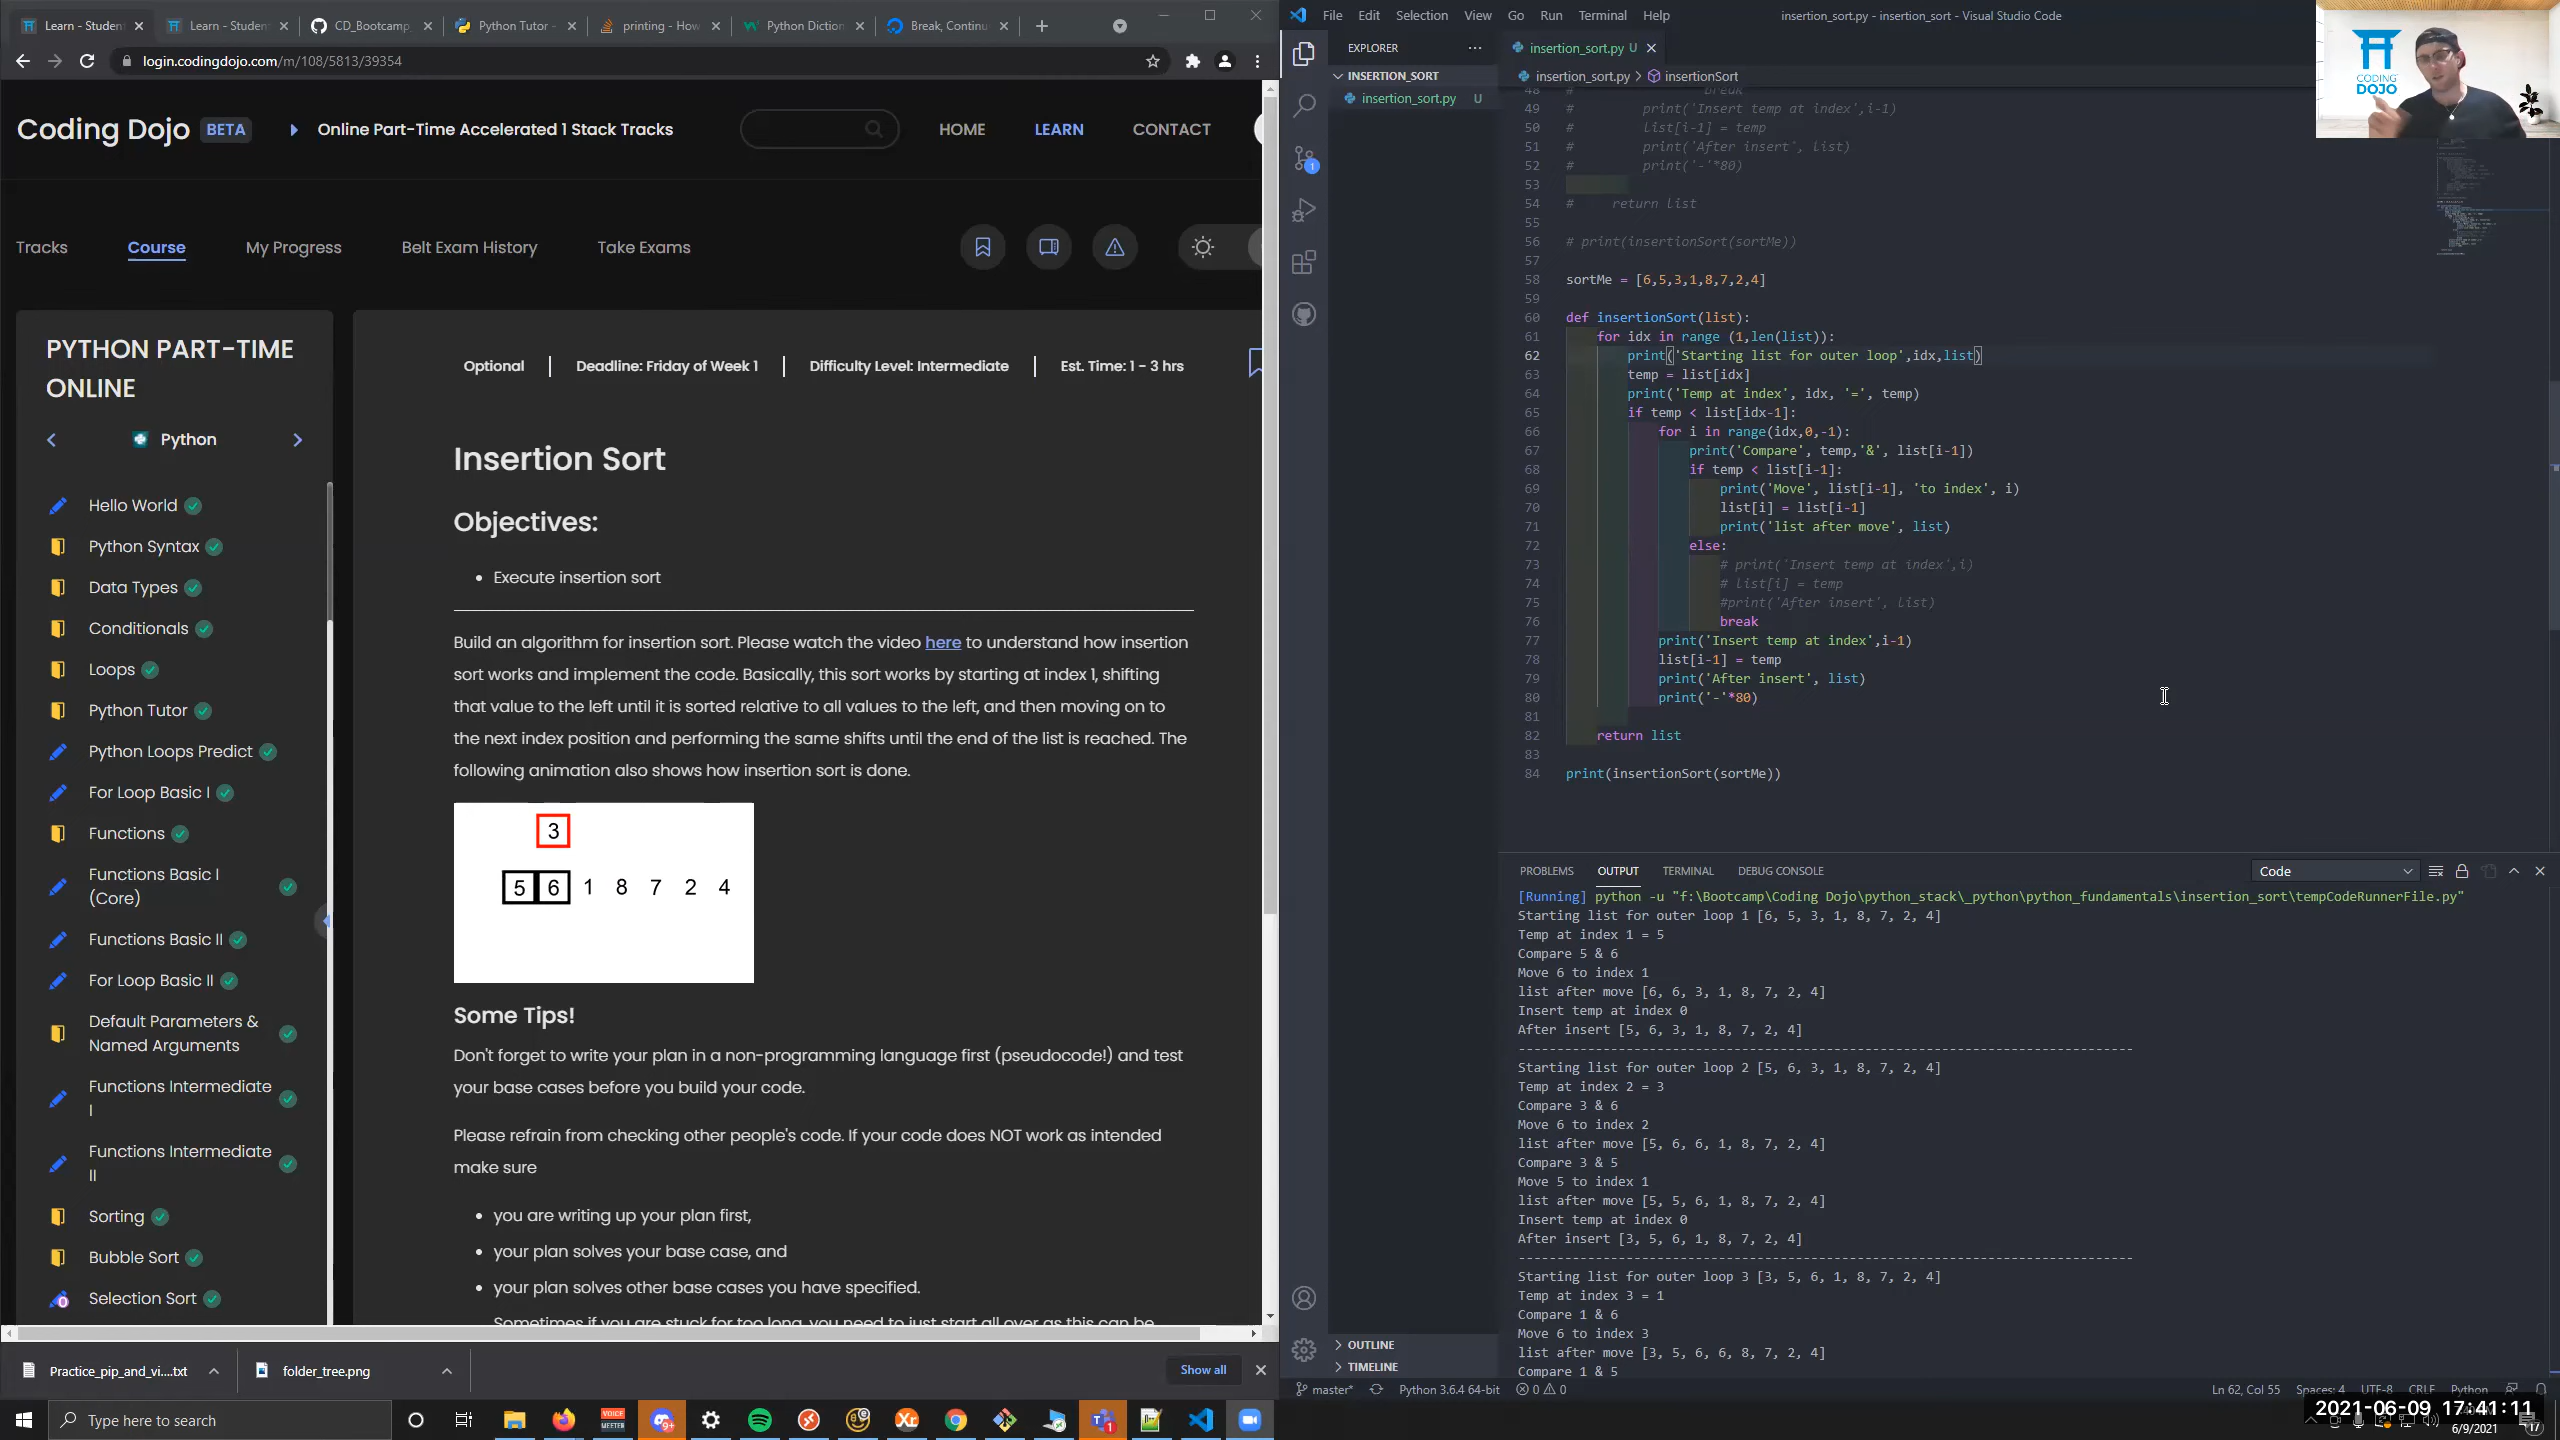 Learn - Student
Learn - Studen
CD_Bootcamp
Python Tutor -
printing - How
Python Diction
Break, Continu
login.codingdojo.com/m/108/5813/39354
Coding Dojo BETA
Online Part-Time Accelerated 1 Stack Tracks
HOME LEARN CONTACT
Tracks Course My Progress Belt Exam History Take Exams
PYTHON PART-TIME
ONLINE
Python
Hello World
Python Syntax
Data Types
Conditionals
Loops
Python Tutor
Python Loops Predict
For Loop Basic I
Functions
Functions Basic I
(Core)
Functions Basic II
For Loop Basic II
Default Parameters &
Named Arguments
Functions Intermediate
I
Functions Intermediate
II
Sorting
Bubble Sort
Selection Sort
Optional | Deadline: Friday of Week 1 | Difficulty Level: Intermediate | Est. Time: 1 - 3 hrs
Insertion Sort
Objectives:
• Execute insertion sort
Build an algorithm for insertion sort. Please watch the video here to understand how insertion
sort works and implement the code. Basically, this sort works by starting at index 1, shifting
that value to the left until it is sorted relative to all values to the left, and then moving on to
the next index position and performing the same shifts until the end of the list is reached. The
following animation also shows how insertion sort is done.
3
5 6 1 8 7 2 4
Some Tips!
Don't forget to write your plan in a non-programming language first (pseudocode!) and test
your base cases before you build your code.
Please refrain from checking other people's code. If your code does NOT work as intended
make sure
• you are writing up your plan first,
• your plan solves your base case, and
• your plan solves other base cases you have specified.
Sometimes if you are stuck for too long, you need to just start all over as this can be
Practice_pip_and_vi....txt
folder_tree.png
Show all
Type here to search
File Edit Selection View Go Run Terminal Help
insertion_sort.py - insertion_sort - Visual Studio Code
CODING
DOJO
EXPLORER
INSERTION_SORT
insertion_sort.py U
insertion_sort.py U
insertion_sort.py > insertionSort
48 # break
49 # print('Insert temp at index',i-1)
50 # list[i-1] = temp
51 # print('After insert', list)
52 # print('-'*80)
53
54 # return list
55
56 # print(insertionSort(sortMe))
57
58 sortMe = [6,5,3,1,8,7,2,4]
59
60 def insertionSort(list):
61 for idx in range (1,len(list)):
62 print('Starting list for outer loop',idx,list)
63 temp = list[idx]
64 print('Temp at index', idx, '=', temp)
65 if temp < list[idx-1]:
66 for i in range(idx,0,-1):
67 print('Compare', temp,'&', list[i-1])
68 if temp < list[i-1]:
69 print('Move', list[i-1], 'to index', i)
70 list[i] = list[i-1]
71 print('list after move', list)
72 else:
73 # print('Insert temp at index',i)
74 # list[i] = temp
75 #print('After insert', list)
76 break
77 print('Insert temp at index',i-1)
78 list[i-1] = temp
79 print('After insert', list)
80 print('-'*80)
81
82 return list
83
84 print(insertionSort(sortMe))
PROBLEMS OUTPUT TERMINAL DEBUG CONSOLE
Code
[Running] python -u "f:\Bootcamp\Coding Dojo\python_stack\_python\python_fundamentals\insertion_sort\tempCodeRunnerFile.py"
Starting list for outer loop 1 [6, 5, 3, 1, 8, 7, 2, 4]
Temp at index 1 = 5
Compare 5 & 6
Move 6 to index 1
list after move [6, 6, 3, 1, 8, 7, 2, 4]
Insert temp at index 0
After insert [5, 6, 3, 1, 8, 7, 2, 4]
--------------------------------------------------------------------------------
Starting list for outer loop 2 [5, 6, 3, 1, 8, 7, 2, 4]
Temp at index 2 = 3
Compare 3 & 6
Move 6 to index 2
list after move [5, 6, 6, 1, 8, 7, 2, 4]
Compare 3 & 5
Move 5 to index 1
list after move [5, 5, 6, 1, 8, 7, 2, 4]
Insert temp at index 0
After insert [3, 5, 6, 1, 8, 7, 2, 4]
--------------------------------------------------------------------------------
Starting list for outer loop 3 [3, 5, 6, 1, 8, 7, 2, 4]
Temp at index 3 = 1
Compare 1 & 6
Move 6 to index 3
list after move [3, 5, 6, 6, 8, 7, 2, 4]
Compare 1 & 5
OUTLINE
TIMELINE
master* Python 3.6.4 64-bit 0 0
Ln 62, Col 55 Spaces: 4 UTF-8 CRLF Python
2021-06-09 17:41:11
6/9/2021